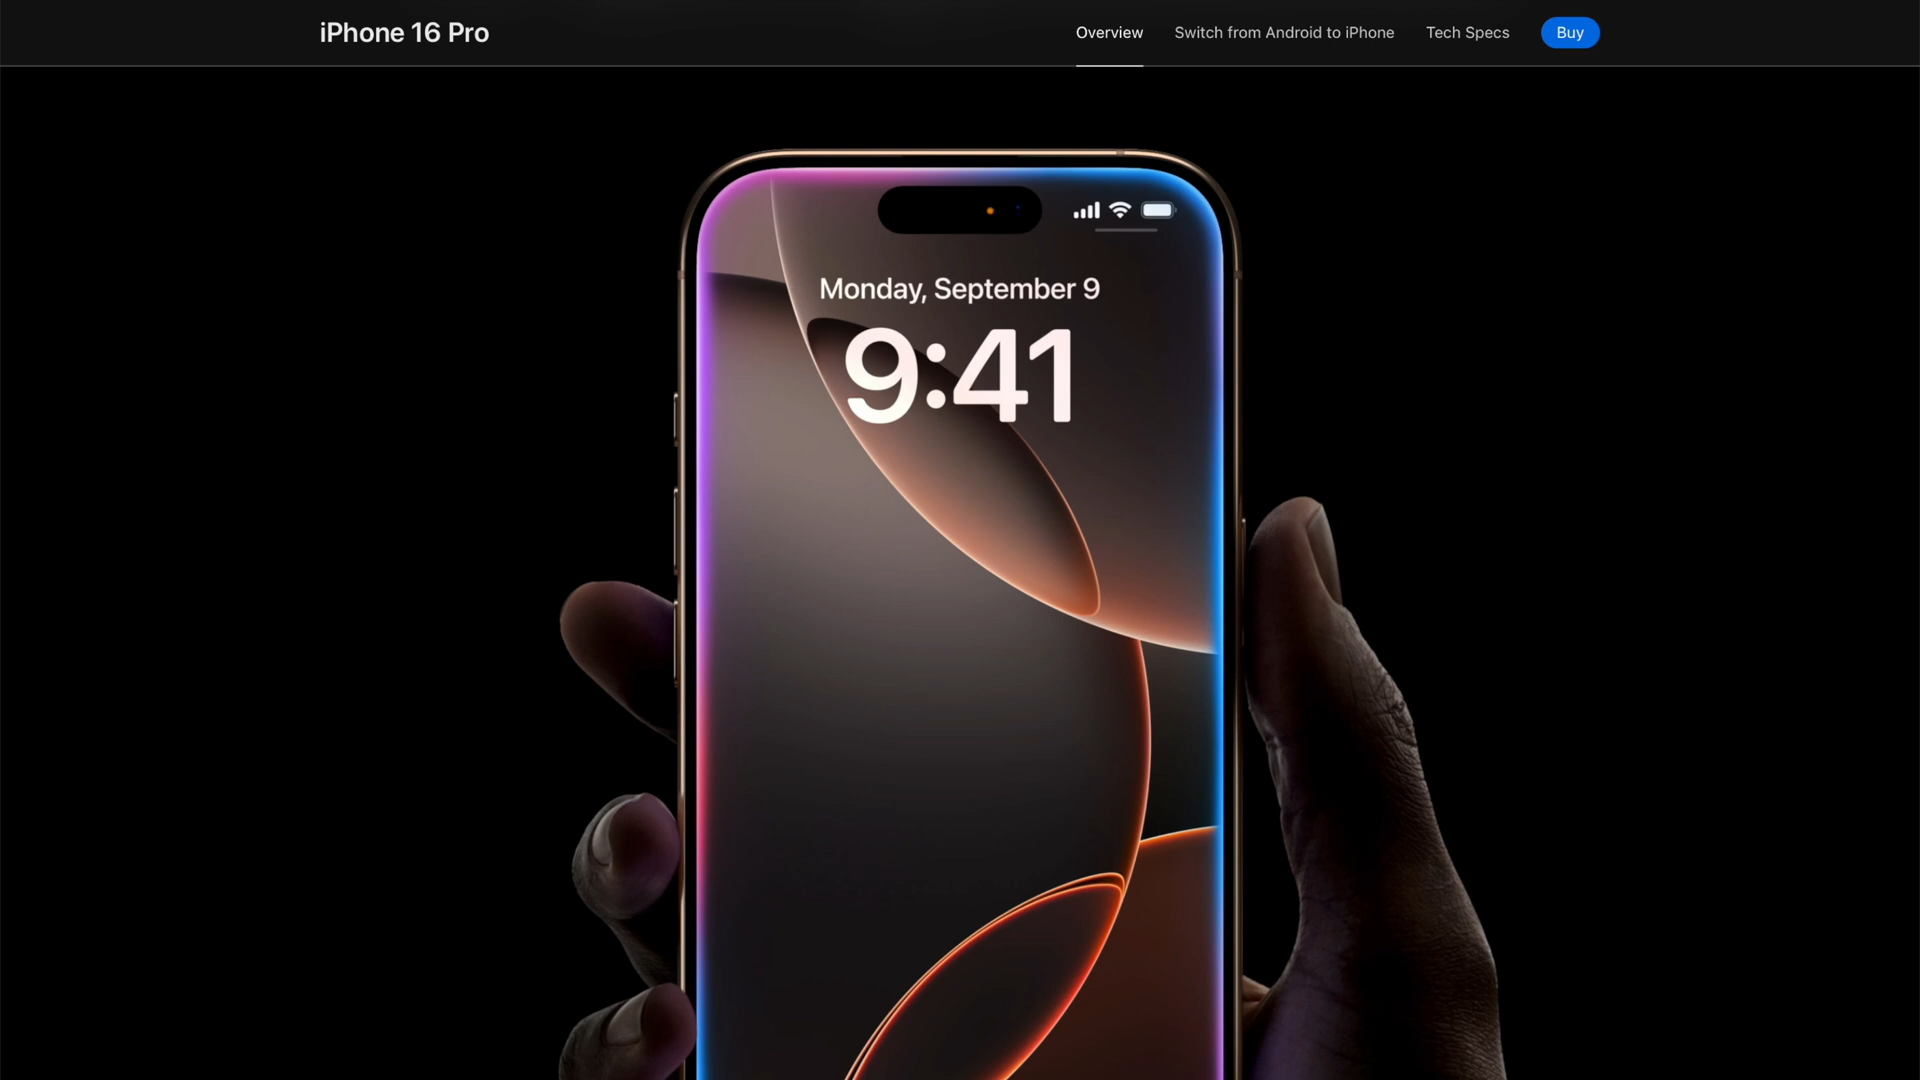 iPhone 16 Pro
Overview
Switch from Android to iPhone
Tech Specs
Buy
Monday, September 9
9:41